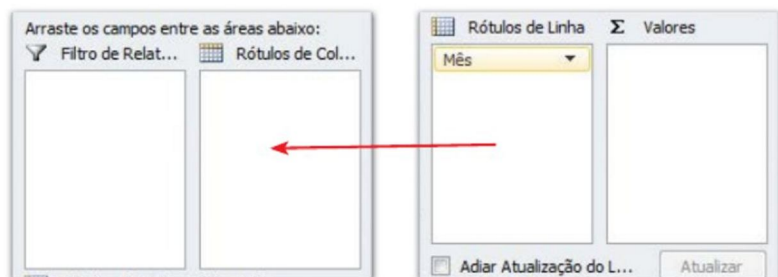 Arraste os campos entre as áreas abaixo:
Filtro de Relat... Rótulos de Col...
Rótulos de Linha Σ Valores
Mês
Adiar Atualização do L... Atualizar